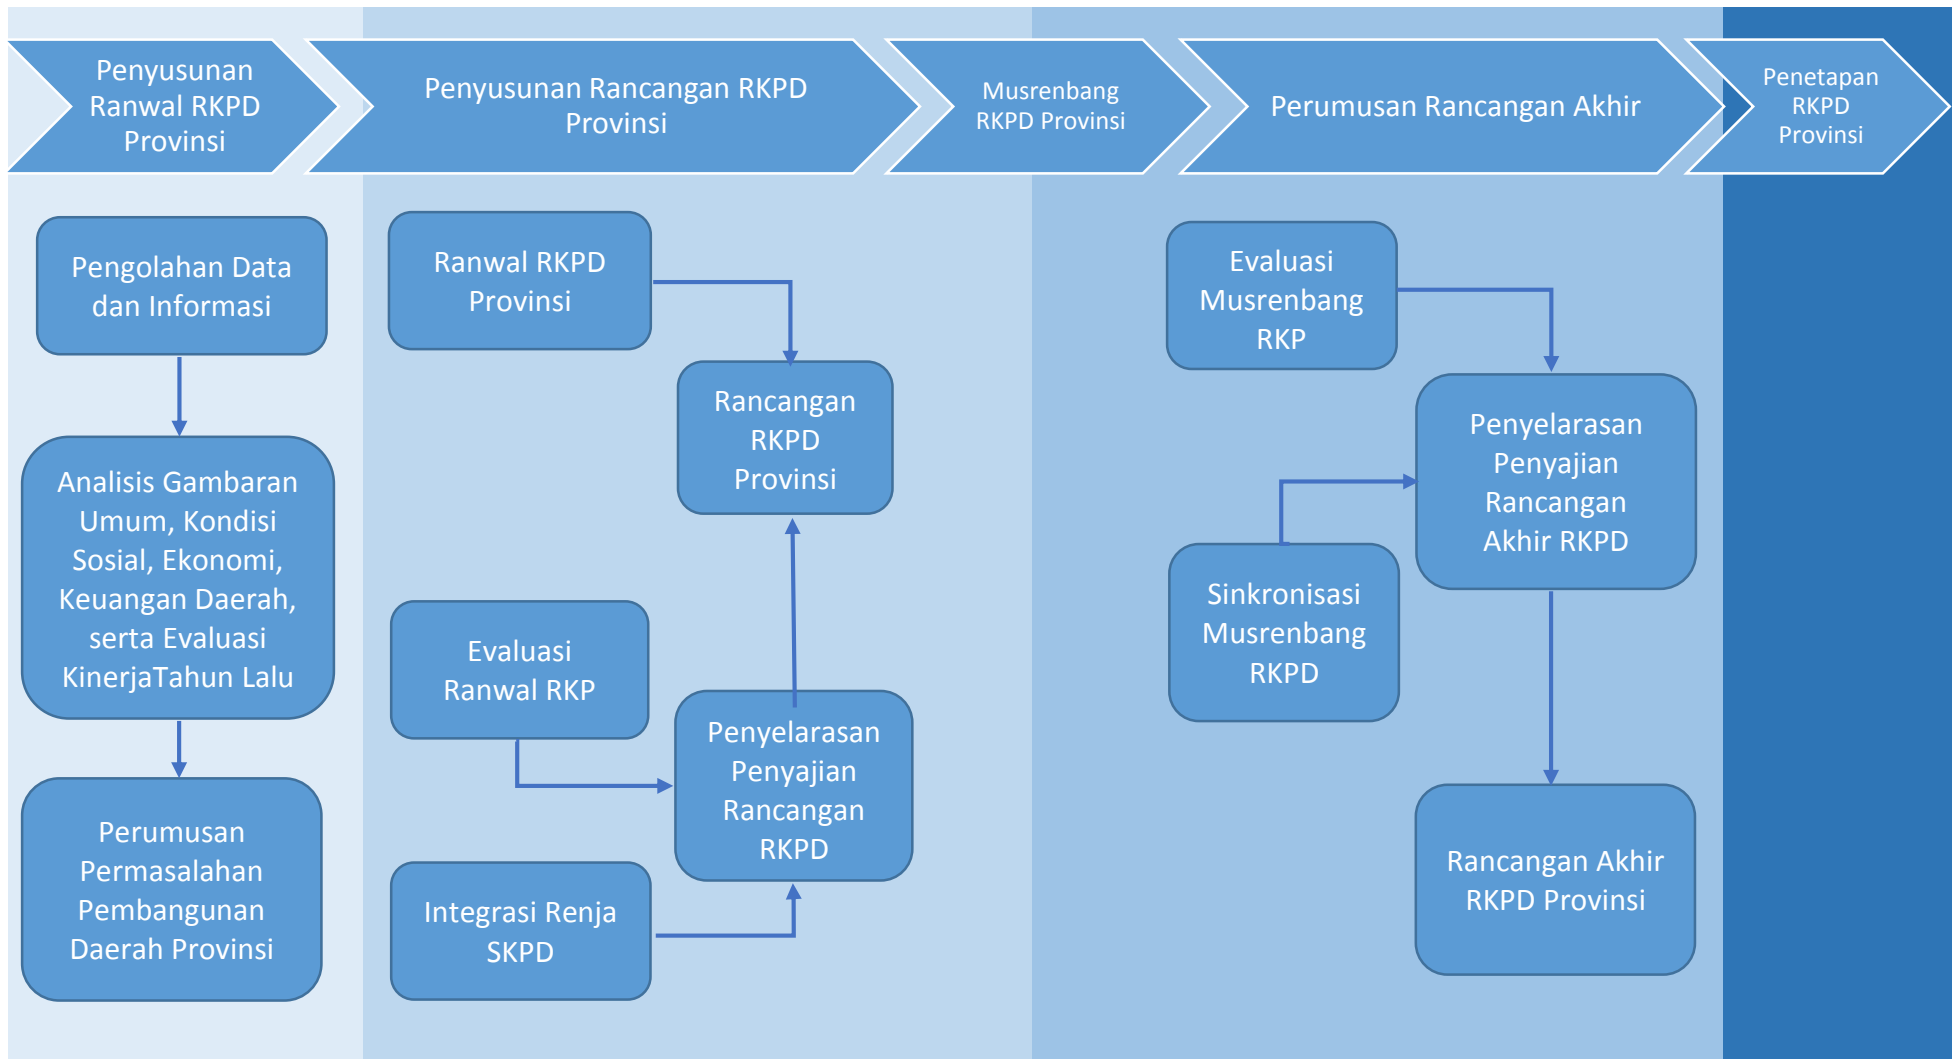 Penyusunan
Ranwal RKPD
Provinsi
Penyusunan Rancangan RKPD
Provinsi
Musrenbang
RKPD Provinsi
Perumusan Rancangan Akhir
Penetapan
RKPD
Provinsi
Pengolahan Data
dan Informasi
Analisis Gambaran
Umum, Kondisi
Sosial, Ekonomi,
Keuangan Daerah,
serta Evaluasi
KinerjaTahun Lalu
Perumusan
Permasalahan
Pembangunan
Daerah Provinsi
Ranwal RKPD
Provinsi
Rancangan
RKPD
Provinsi
Evaluasi
Ranwal RKP
Penyelarasan
Penyajian
Rancangan
RKPD
Integrasi Renja
SKPD
Evaluasi
Musrenbang
RKP
Penyelarasan
Penyajian
Rancangan
Akhir RKPD
Sinkronisasi
Musrenbang
RKPD
Rancangan Akhir
RKPD Provinsi